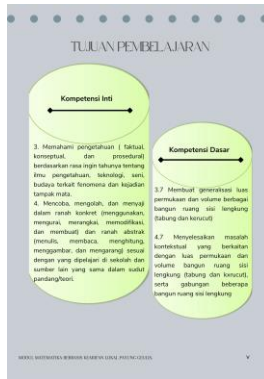 TUJUAN PEMBELAJARAN
Kompetensi Inti
3. Memahami pengetahuan ( faktual,
konseptual, dan prosedural)
berdasarkan rasa ingin tahunya tentang
ilmu pengetahuan, teknologi, seni,
budaya terkait fenomena dan kejadian
tampak mata.
4. Mencoba, mengolah, dan menyaji
dalam ranah konkret (menggunakan,
mengurai, merangkai, memodifikasi,
dan membuat) dan ranah abstrak
(menulis, membaca, menghitung,
menggambar, dan mengarang) sesuai
dengan yang dipelajari di sekolah dan
sumber lain yang sama dalam sudut
pandang/teori.
Kompetensi Dasar
3.7 Membuat generalisasi luas
permukaan dan volume berbagai
bangun ruang sisi lengkung
(tabung dan kerucut)
4.7 Menyelesaikan masalah
kontekstual yang berkaitan
dengan luas permukaan dan
volume bangun ruang sisi
lengkung (tabung dan kerucut),
serta gabungan beberapa
bangun ruang sisi lengkung
MODUL MATEMATIKA BERBASIS KEARIFAN LOKAL PAYUNG GEULIS
V